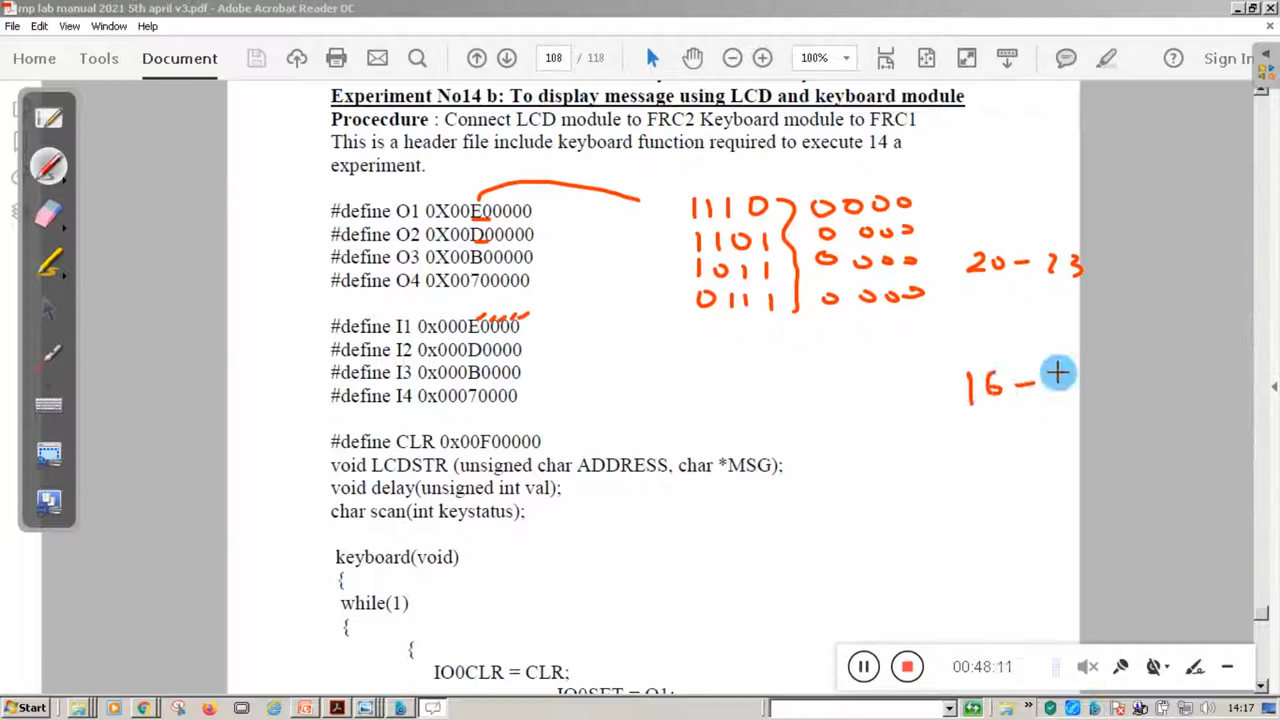 mp lab manual 2021 5th april v3.pdf - Adobe Acrobat Reader DC
File Edit View Window Help
Home Tools Document 108 / 118 100% Sign In
Experiment No14 b: To display message using LCD and keyboard module
Procecdure : Connect LCD module to FRC2 Keyboard module to FRC1
This is a header file include keyboard function required to execute 14 a
experiment.
#define O1 0X00E00000 1110 0000
#define O2 0X00D00000 1101 0000
#define O3 0X00B00000 1011 0000 20-23
#define O4 0X00700000 0111 0000
#define I1 0x000E0000
#define I2 0x000D0000
#define I3 0x000B0000 16-
#define I4 0x00070000
#define CLR 0x00F00000
void LCDSTR (unsigned char ADDRESS, char *MSG);
void delay(unsigned int val);
char scan(int keystatus);
keyboard(void)
{
while(1)
{
{
IO0CLR = CLR;
IO0SET = O1;
00:48:11
Start 14:17